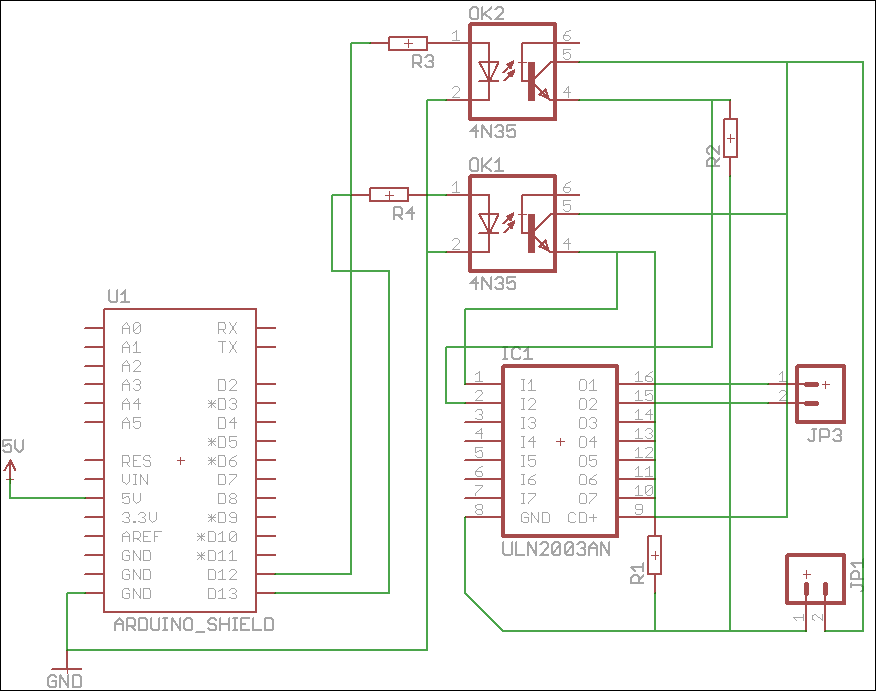 OK2
1 6
R3 5
2 4
4N35
R2
OK1
1 6
R4 5
2 4
4N35
U1
A0 RX
A1 TX
A2
A3 D2
A4 *D3
A5 D4
*D5
RES *D6
VIN D7
5V D8
3.3V *D9
AREF *D10
GND *D11
GND D12
GND D13
ARDUINO_SHIELD
5V
GND
IC1
1 I1 O1 16
2 I2 O2 15
3 I3 O3 14
4 I4 O4 13
5 I5 O5 12
6 I6 O6 11
7 I7 O7 10
8 GND CD+ 9
ULN2003AN
R1
1
2
JP3
JP1
1 2